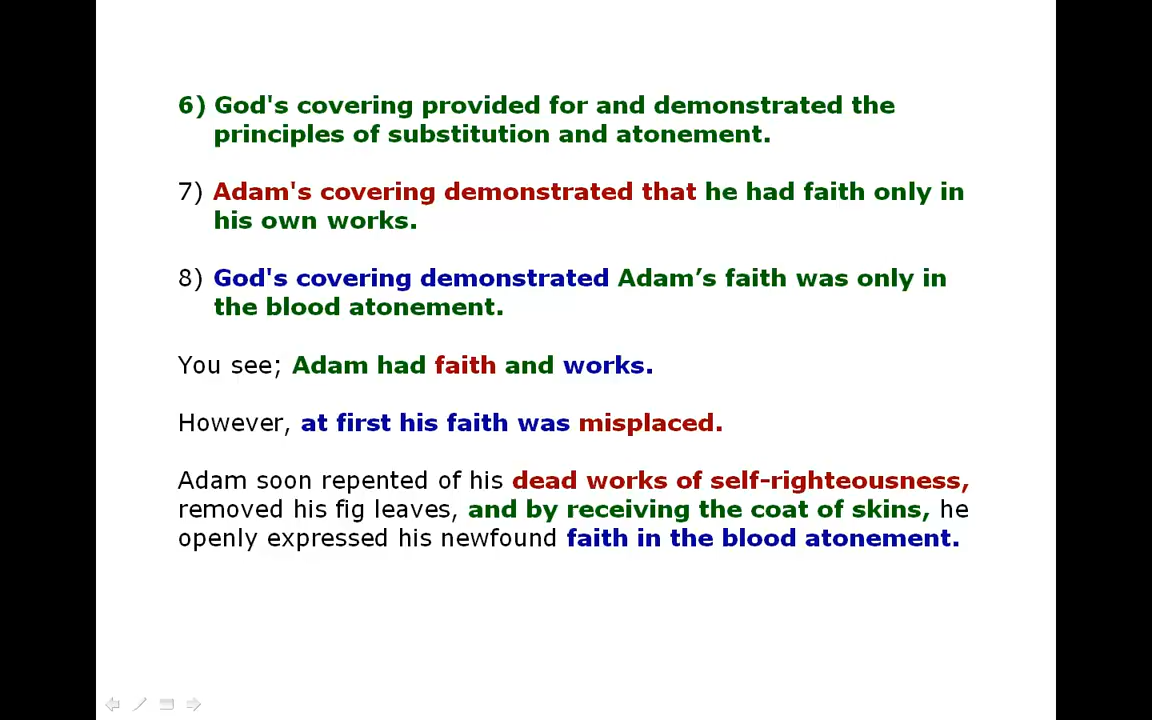 6) God's covering provided for and demonstrated the
principles of substitution and atonement.
7) Adam's covering demonstrated that he had faith only in
his own works.
8) God's covering demonstrated Adam’s faith was only in
the blood atonement.
You see; Adam had faith and works.
However, at first his faith was misplaced.
Adam soon repented of his dead works of self-righteousness,
removed his fig leaves, and by receiving the coat of skins, he
openly expressed his newfound faith in the blood atonement.